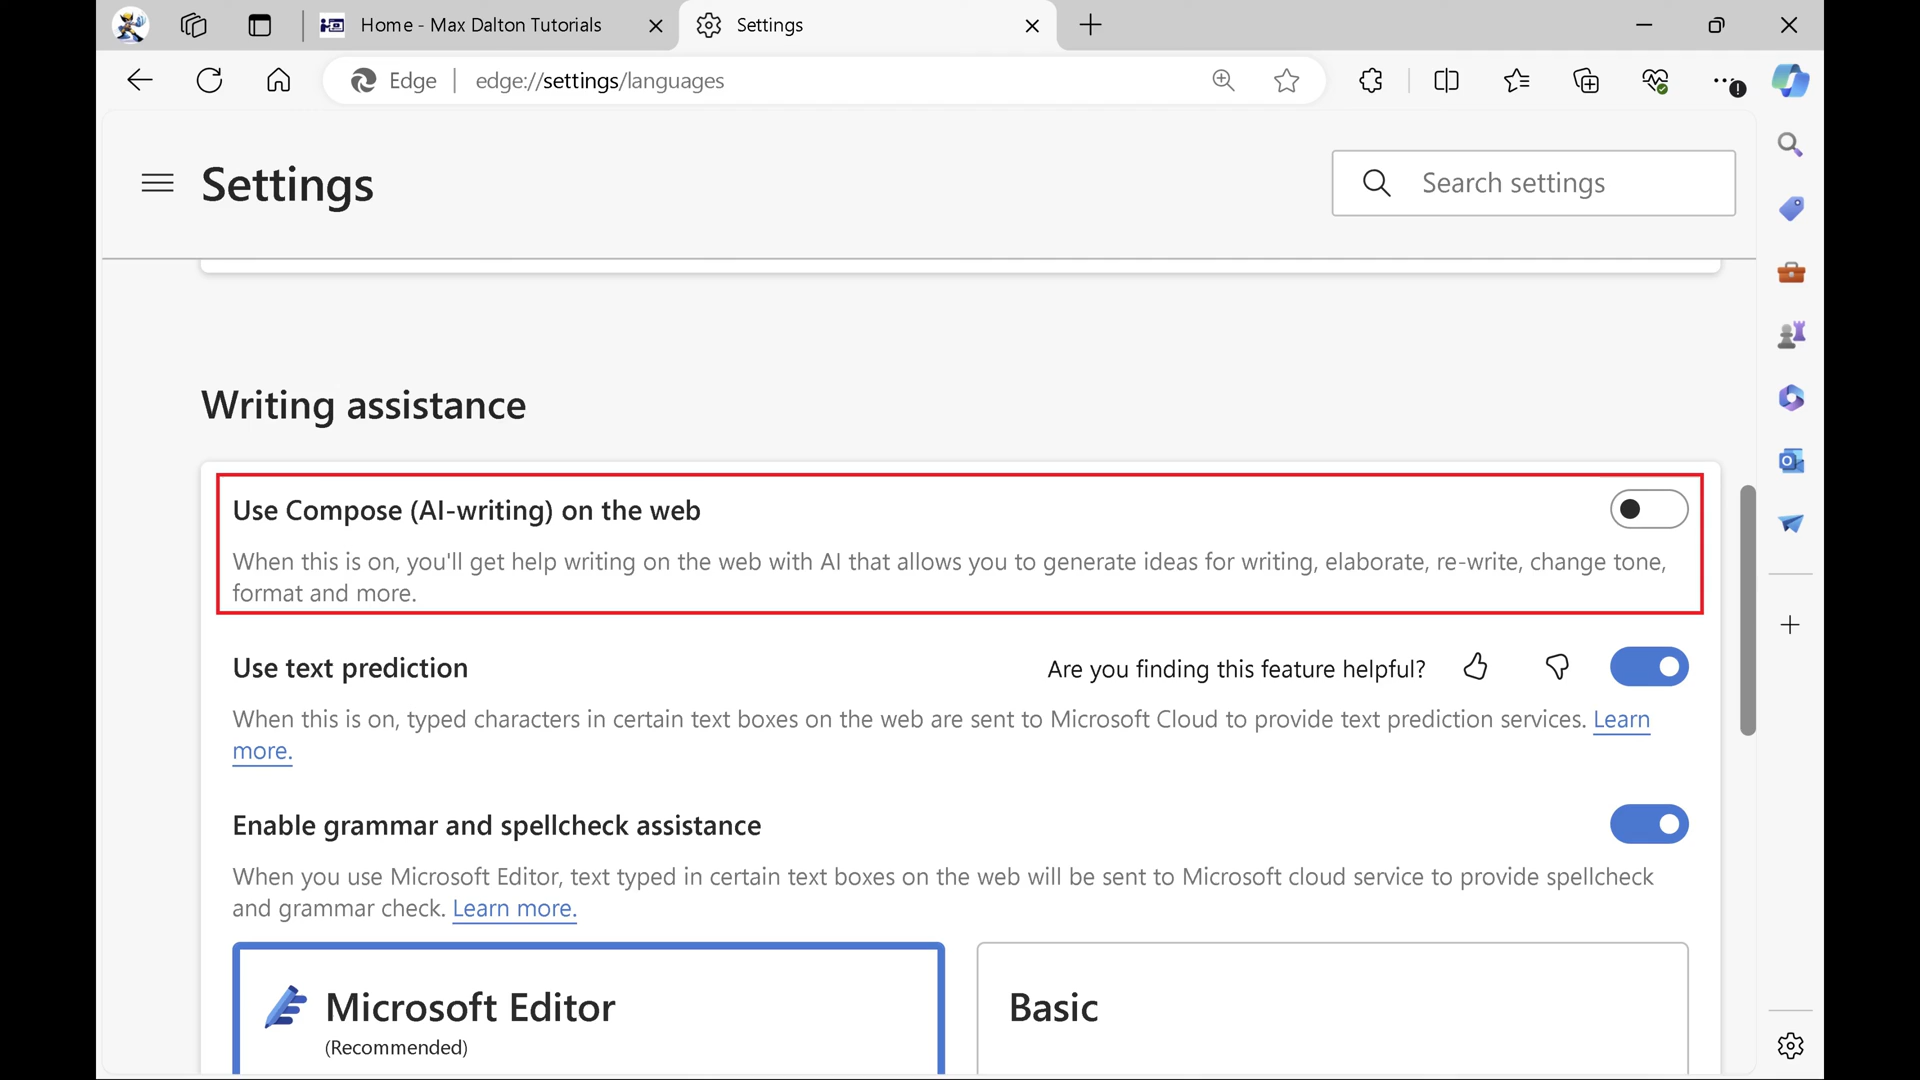 Home - Max Dalton Tutorials
Settings
Edge
edge://settings/languages
Settings
Search settings
Writing assistance
Use Compose (AI-writing) on the web
When this is on, you'll get help writing on the web with AI that allows you to generate ideas for writing, elaborate, re-write, change tone,
format and more.
Use text prediction
Are you finding this feature helpful?
When this is on, typed characters in certain text boxes on the web are sent to Microsoft Cloud to provide text prediction services. Learn
more.
Enable grammar and spellcheck assistance
When you use Microsoft Editor, text typed in certain text boxes on the web will be sent to Microsoft cloud service to provide spellcheck
and grammar check. Learn more.
Microsoft Editor
(Recommended)
Basic